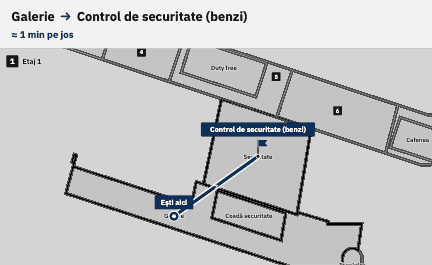 Galerie → Control de securitate (benzi)
≈ 1 min pe jos
1 Etaj 1
4
Duty free
5
6
Cafenea
Control de securitate (benzi)
Ești aici
Coadă securitate